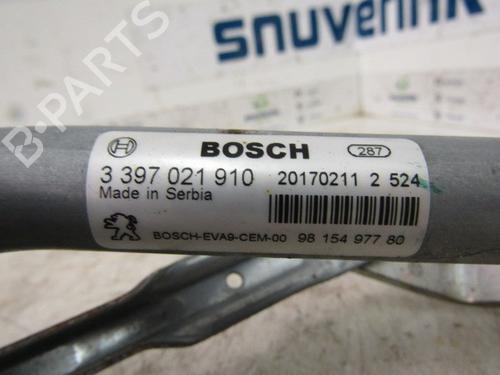 snuverink
BOSCH
287
3 397 021 910
20170211 2 524
Made in Serbia
BOSCH-EVA9-CEM-00
98 154 977 80
B-PARTS